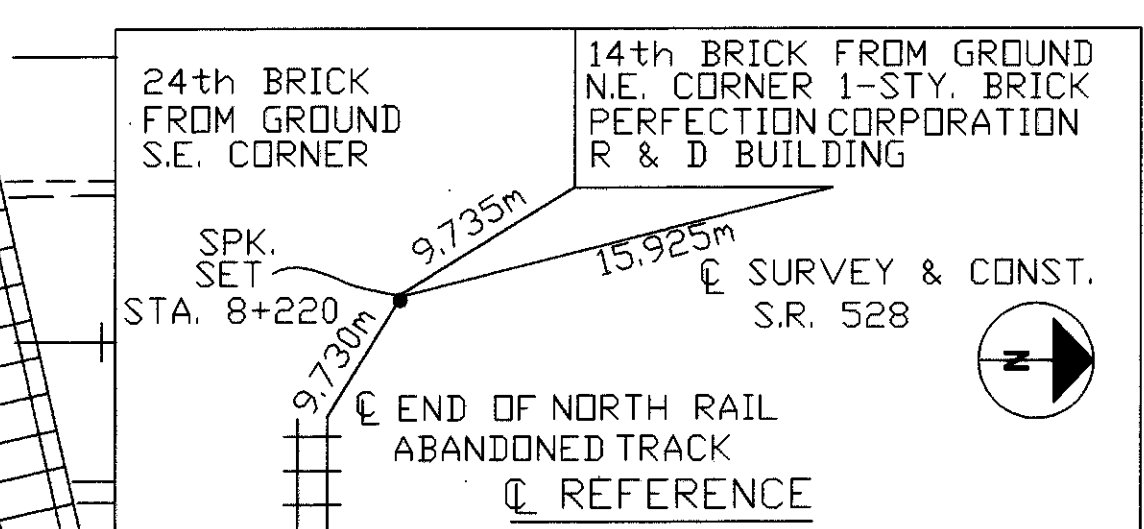 24th BRICK
FROM GROUND
S.E. CORNER
14th BRICK FROM GROUND
N.E. CORNER 1-STY. BRICK
PERFECTION CORPORATION
R & D BUILDING
9.735m
15.925m
SPK.
SET
STA. 8+220
℄ SURVEY & CONST.
S.R. 528
N
9.730m
℄ END OF NORTH RAIL
ABANDONED TRACK
℄ REFERENCE